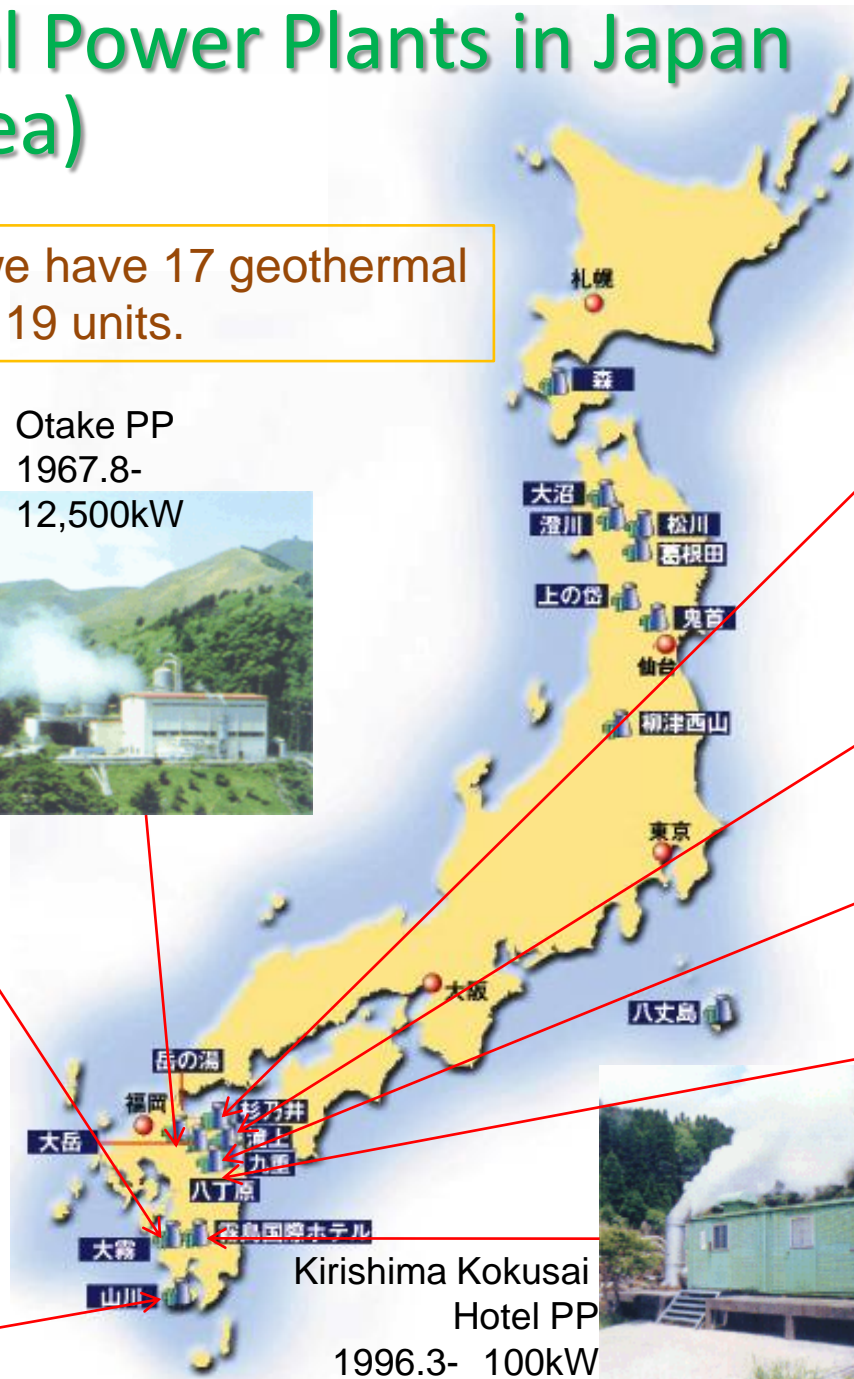 l Power Plants in Japan
ea)
we have 17 geothermal
19 units.
Otake PP
1967.8-
12,500kW
札幌
森
大沼
澄川
松川
葛根田
上の岱
鬼首
仙台
柳津西山
東京
大阪
八丈島
岳の湯
福岡
杉乃井
大岳
滝上
九重
八丁原
大霧
霧島国際ホテル
山川
Kirishima Kokusai
Hotel PP
1996.3- 100kW